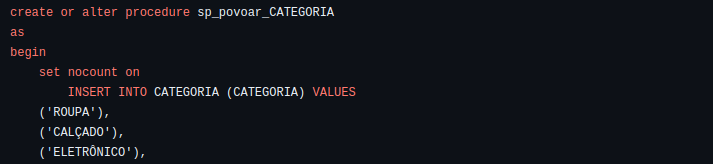 create or alter procedure sp_povoar_CATEGORIA
as
begin
set nocount on
INSERT INTO CATEGORIA (CATEGORIA) VALUES
('ROUPA'),
('CALÇADO'),
('ELETRÔNICO'),